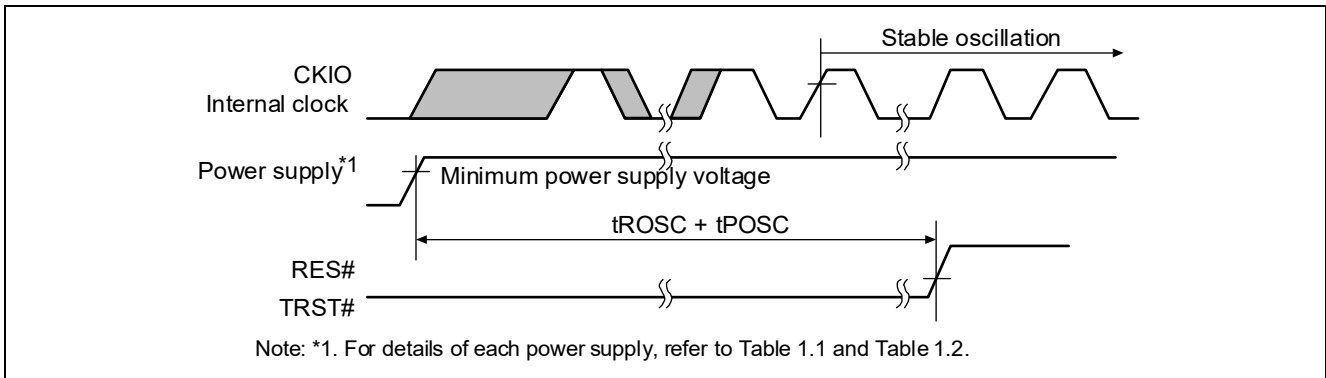 Stable oscillation
CKIO
Internal clock
Power supply*1
Minimum power supply voltage
tROSC + tPOSC
RES#
TRST#
Note: *1. For details of each power supply, refer to Table 1.1 and Table 1.2.